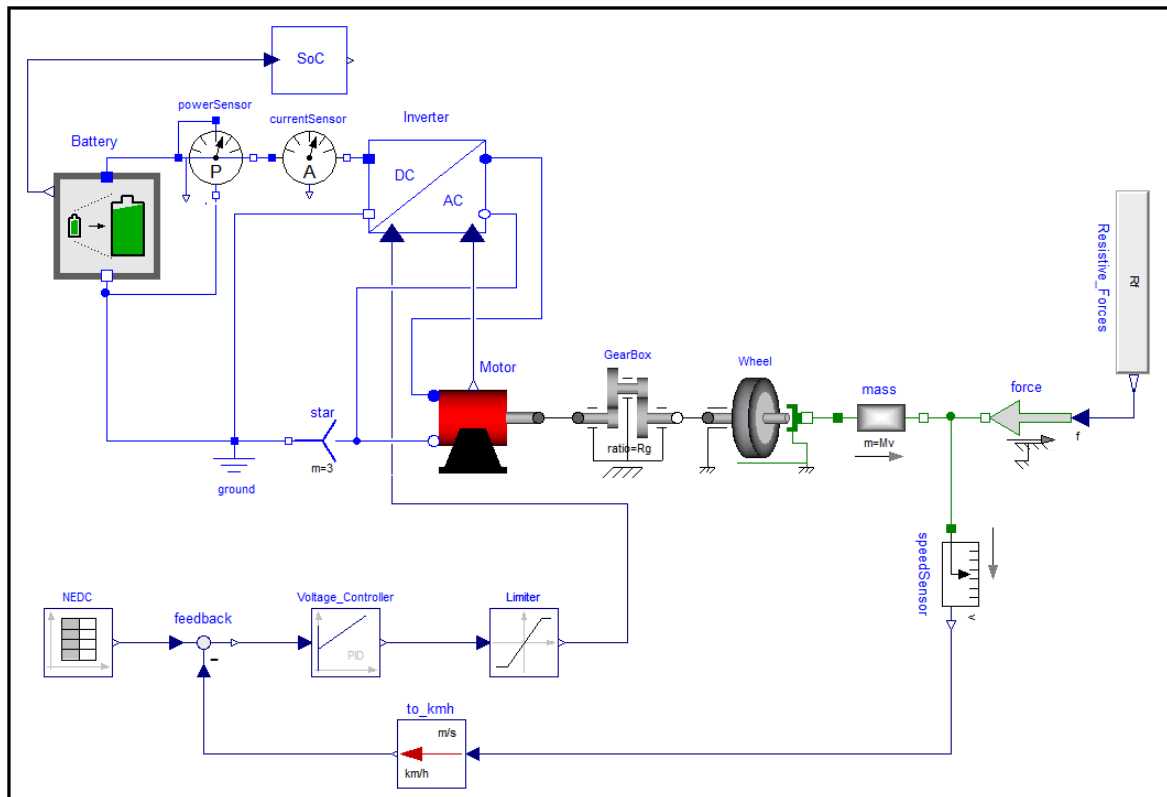 SoC
powerSensor
currentSensor
Inverter
Battery
P
A
DC
AC
Resistive_Forces
Rf
Motor
GearBox
Wheel
mass
force
star
m=3
ratio=Rg
m=Mv
f
ground
speedSensor
v
NEDC
feedback
Voltage_Controller
Limiter
PID
-
to_kmh
m/s
km/h